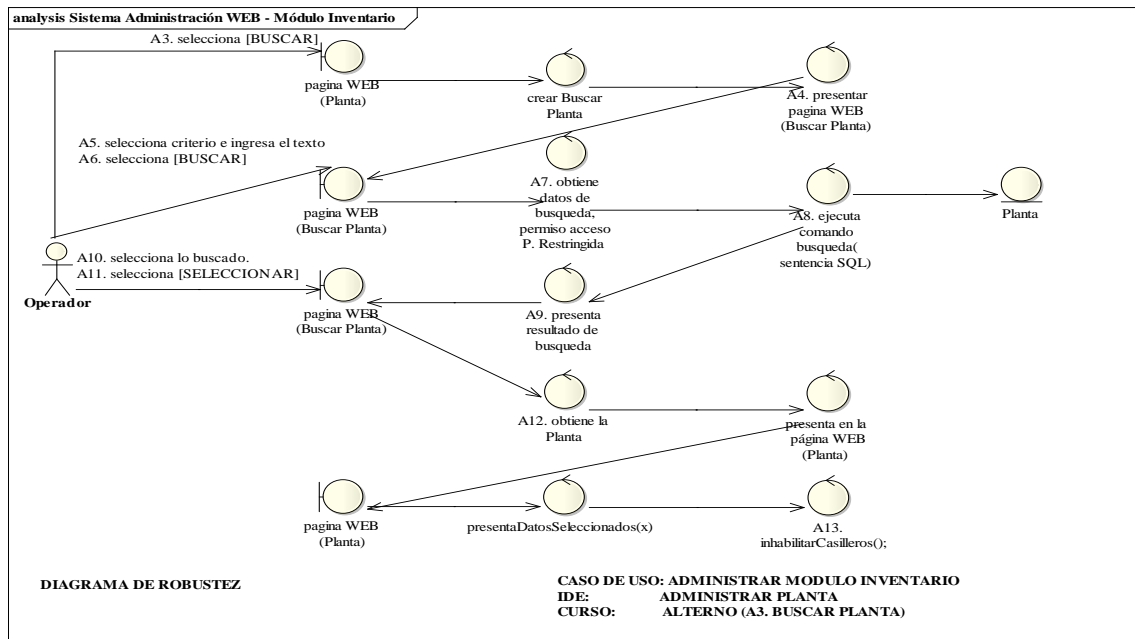 analysis Sistema Administración WEB - Módulo Inventario
A3. selecciona [BUSCAR]
pagina WEB
(Planta)
crear Buscar
Planta
A4. presentar
pagina WEB
(Buscar Planta)
A5. selecciona criterio e ingresa el texto
A6. selecciona [BUSCAR]
pagina WEB
(Buscar Planta)
A7. obtiene
datos de
busqueda,
permiso acceso
P. Restringida
A8. ejecuta
comando
busqueda(
sentencia SQL)
Planta
A10. selecciona lo buscado.
A11. selecciona [SELECCIONAR]
Operador
pagina WEB
(Buscar Planta)
A9. presenta
resultado de
busqueda
A12. obtiene la
Planta
presenta en la
página WEB
(Planta)
pagina WEB
(Planta)
presentaDatosSeleccionados(x)
A13.
inhabilitarCasilleros();
DIAGRAMA DE ROBUSTEZ
CASO DE USO: ADMINISTRAR MODULO INVENTARIO
IDE: ADMINISTRAR PLANTA
CURSO: ALTERNO (A3. BUSCAR PLANTA)